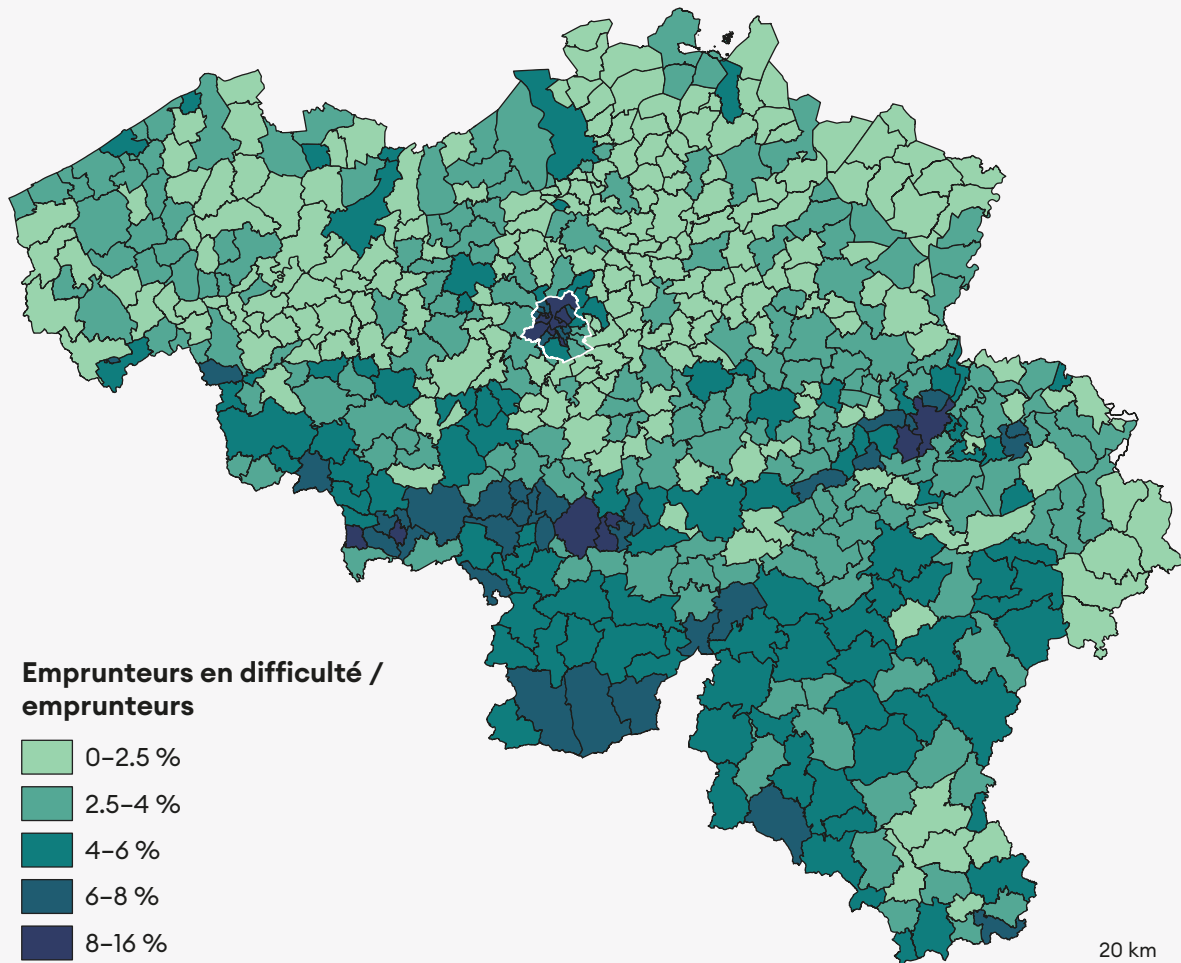 Emprunteurs en difficulté /
emprunteurs
0–2.5 %
2.5–4 %
4–6 %
6–8 %
8–16 %
20 km